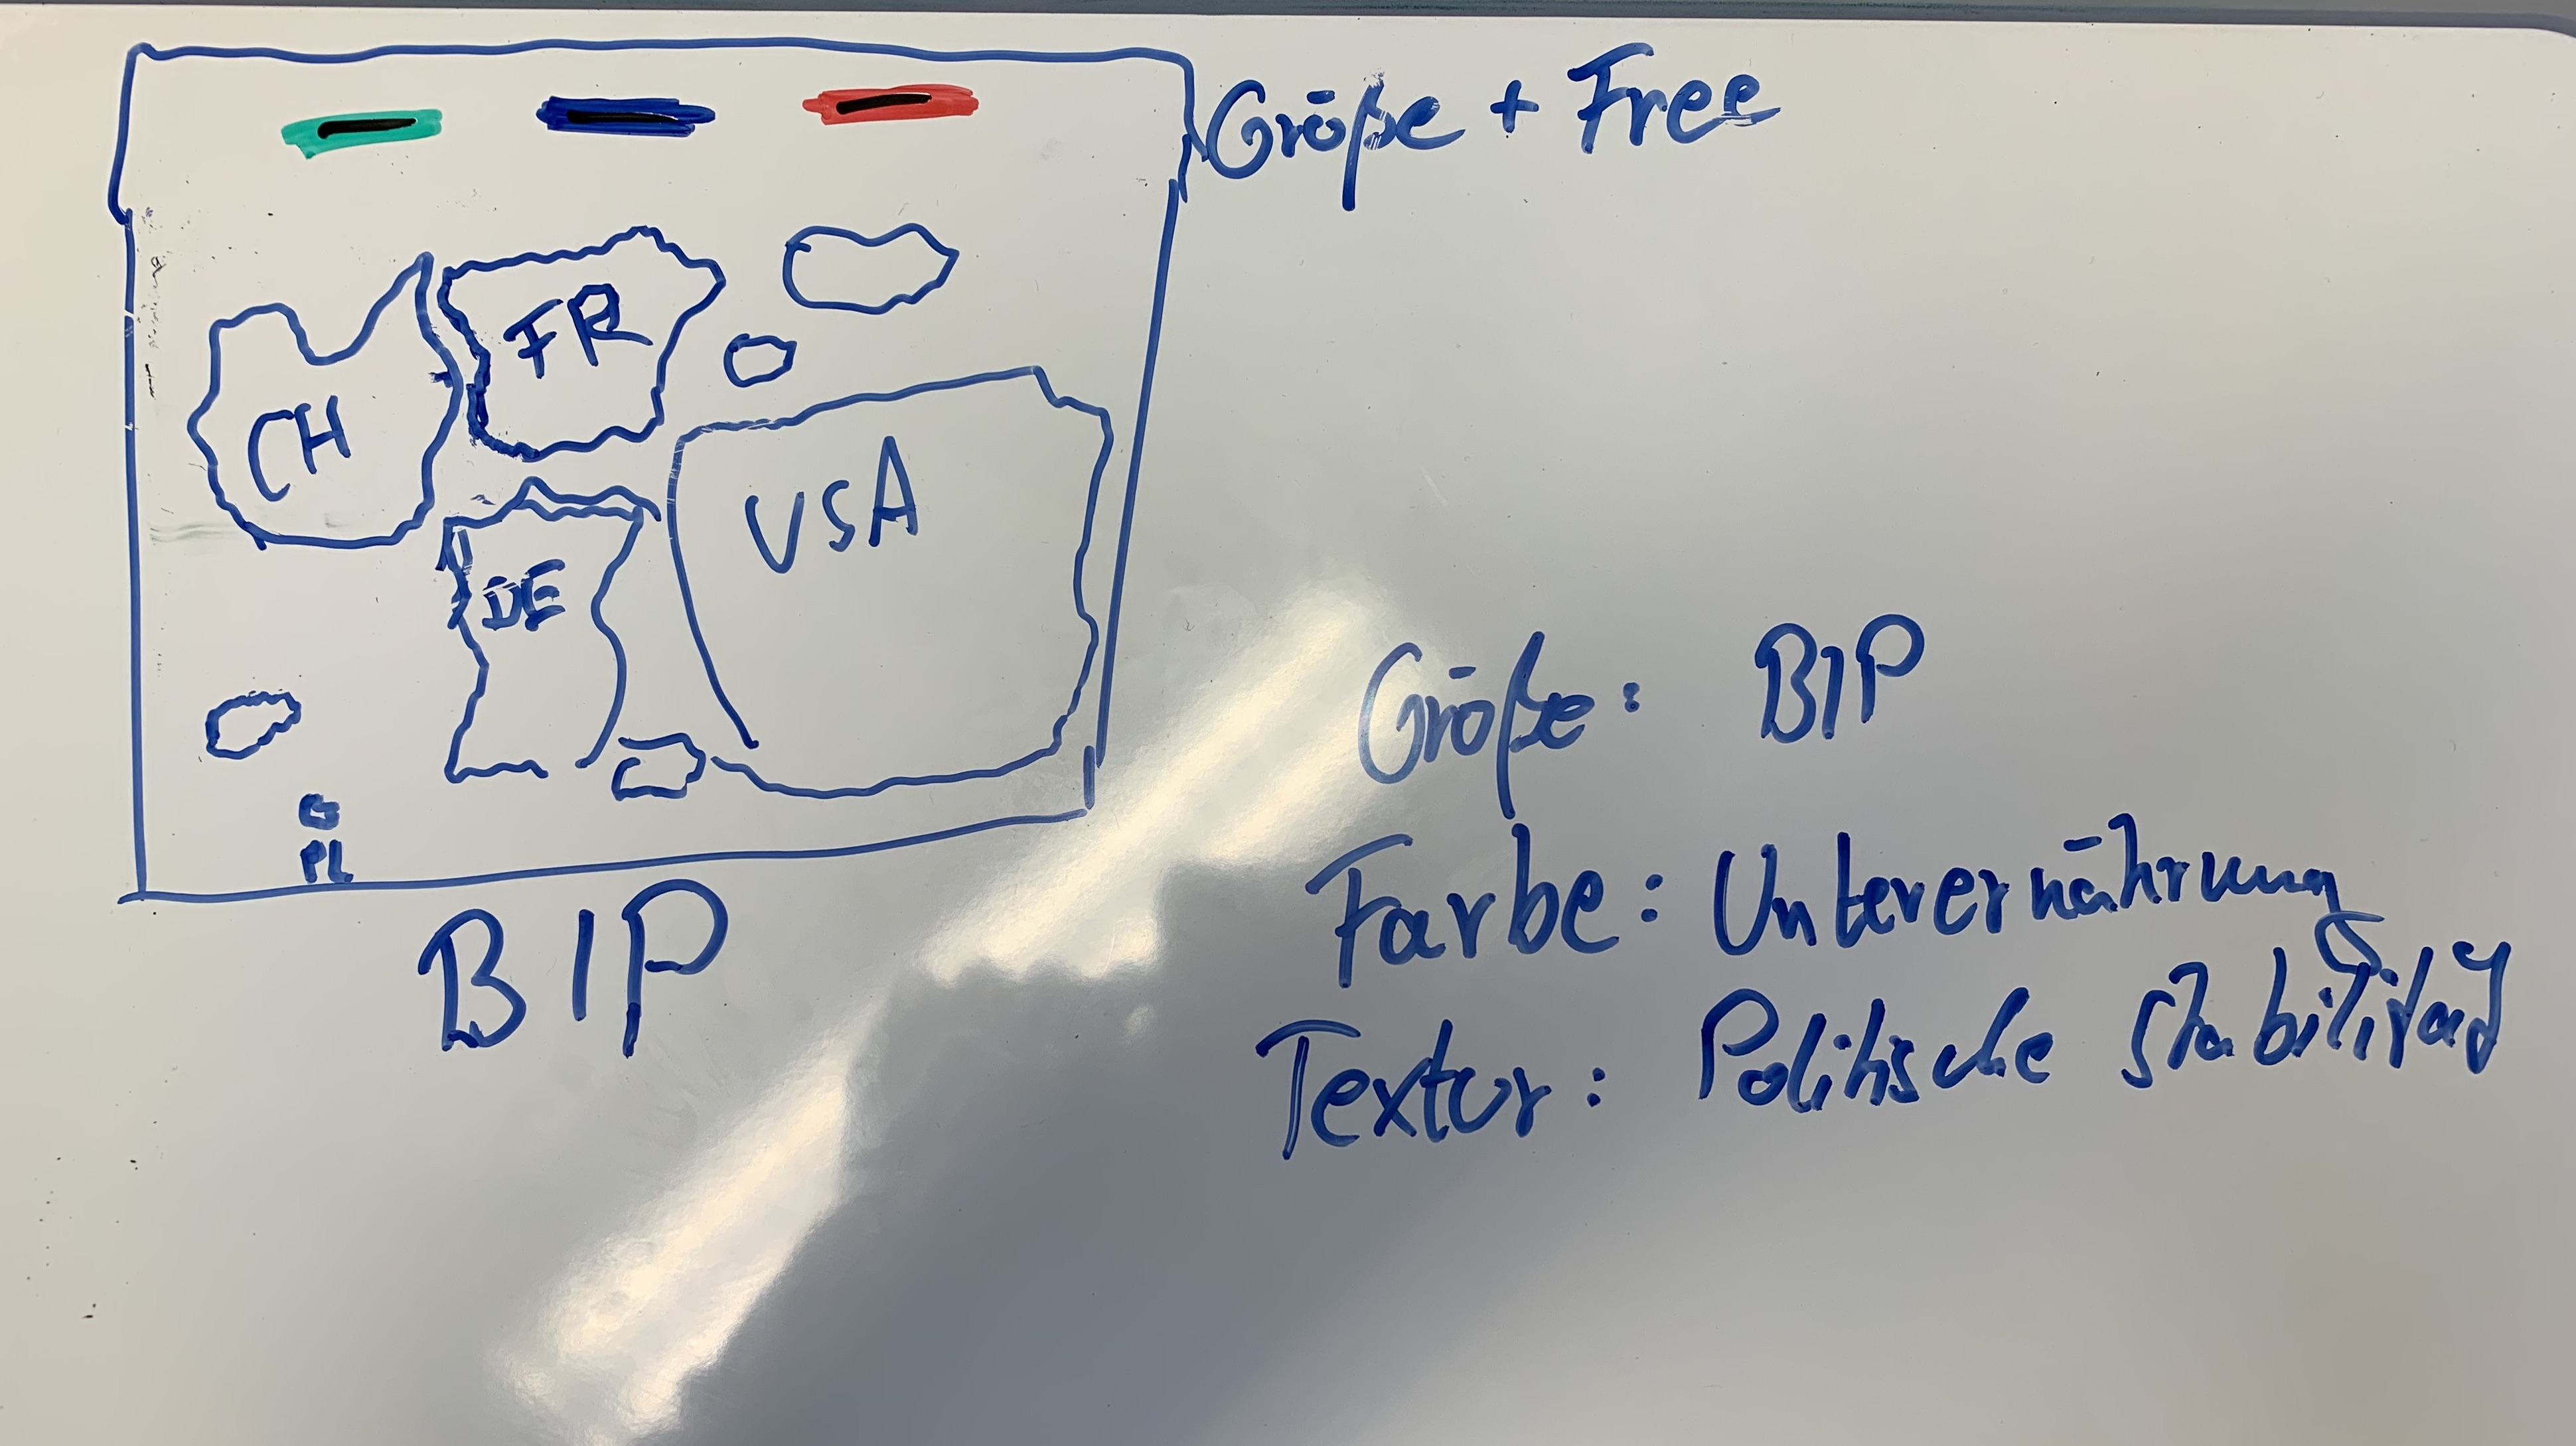 Größe + Free
FR
CH
USA
DE
PL
BIP
Größe: BIP
Farbe: Unterernährung
Textur: Politische Stabilität